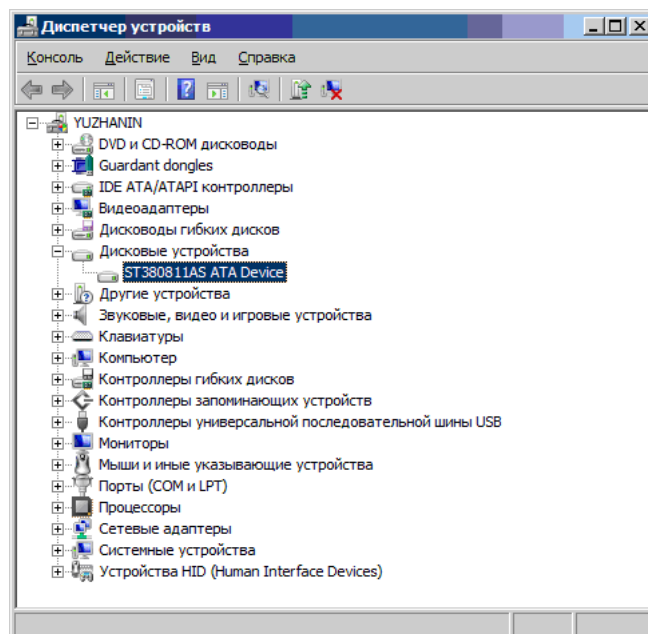 Диспетчер устройств
Консоль Действие Вид Справка
YUZHANIN
DVD и CD-ROM дисководы
Guardant dongles
IDE ATA/ATAPI контроллеры
Видеоадаптеры
Дисководы гибких дисков
Дисковые устройства
ST380811AS ATA Device
Другие устройства
Звуковые, видео и игровые устройства
Клавиатуры
Компьютер
Контроллеры гибких дисков
Контроллеры запоминающих устройств
Контроллеры универсальной последовательной шины USB
Мониторы
Мыши и иные указывающие устройства
Порты (COM и LPT)
Процессоры
Сетевые адаптеры
Системные устройства
Устройства HID (Human Interface Devices)